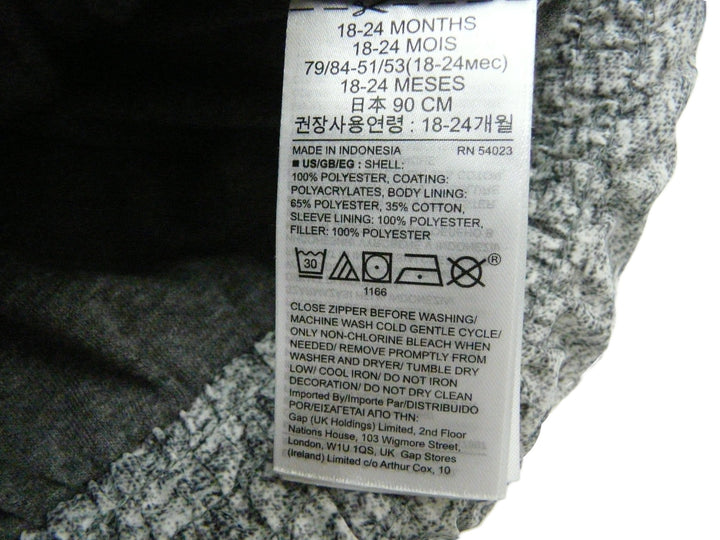 18-24 MONTHS
18-24 MOIS
79/84-51/53(18-24мес)
18-24 MESES
日本 90 CM
권장사용연령 : 18-24개월
MADE IN INDONESIA RN 54023
■ US/GB/EG : SHELL:
100% POLYESTER, COATING:
POLYACRYLATES, BODY LINING:
65% POLYESTER, 35% COTTON,
SLEEVE LINING: 100% POLYESTER,
FILLER: 100% POLYESTER
30 ®
1166
CLOSE ZIPPER BEFORE WASHING/
MACHINE WASH COLD GENTLE CYCLE/
ONLY NON-CHLORINE BLEACH WHEN
NEEDED/ REMOVE PROMPTLY FROM
WASHER AND DRYER/ TUMBLE DRY
LOW/ COOL IRON/ DO NOT IRON
DECORATION/ DO NOT DRY CLEAN
Imported By/Importe Par/DISTRIBUIDO
POR/ΕΙΣΑΓΕΤΑΙ ΑΠΟ ΤΗΝ:
Gap (UK Holdings) Limited, 2nd Floor
Nations House, 103 Wigmore Street,
London, W1U 1QS, UK Gap Stores
(Ireland) Limited c/o Arthur Cox, 10